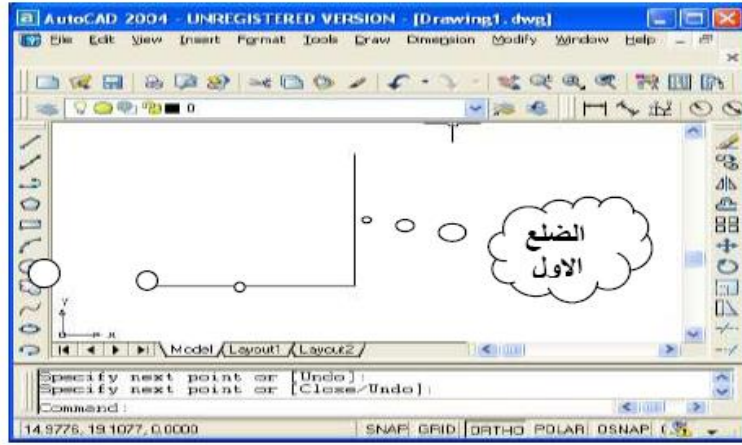 AutoCAD 2004 - UNREGISTERED VERSION - [Drawing1.dwg]
File Edit View Insert Format Tools Draw Dimension Modify Window Help
0
الضلع
الاول
Y
X
Model Layout1 Layout2
Specify next point or [Undo]:
Specify next point or [Close/Undo]:
Command:
14.9776, 19.1077, 0.0000 SNAP GRID ORTHO POLAR OSNAP